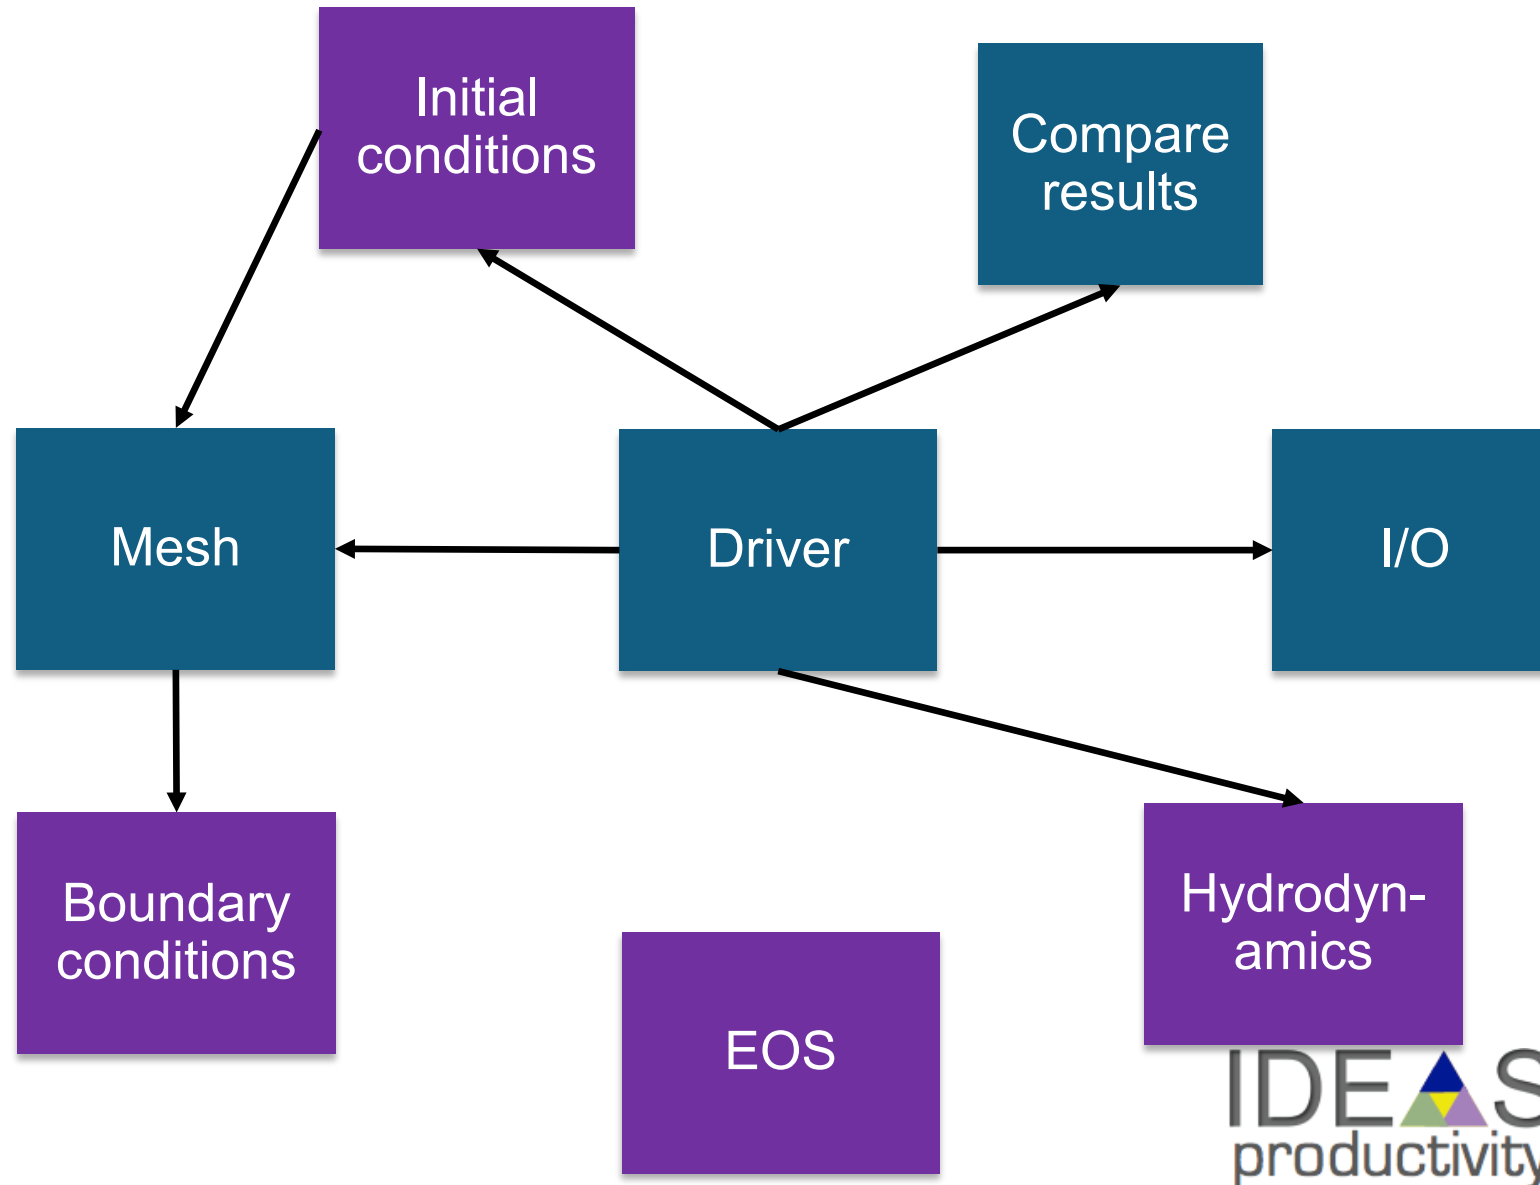 Initial
conditions
Compare
results
Mesh
Driver
I/O
Boundary
conditions
Hydrodyn-
amics
EOS
IDEAS
productivity